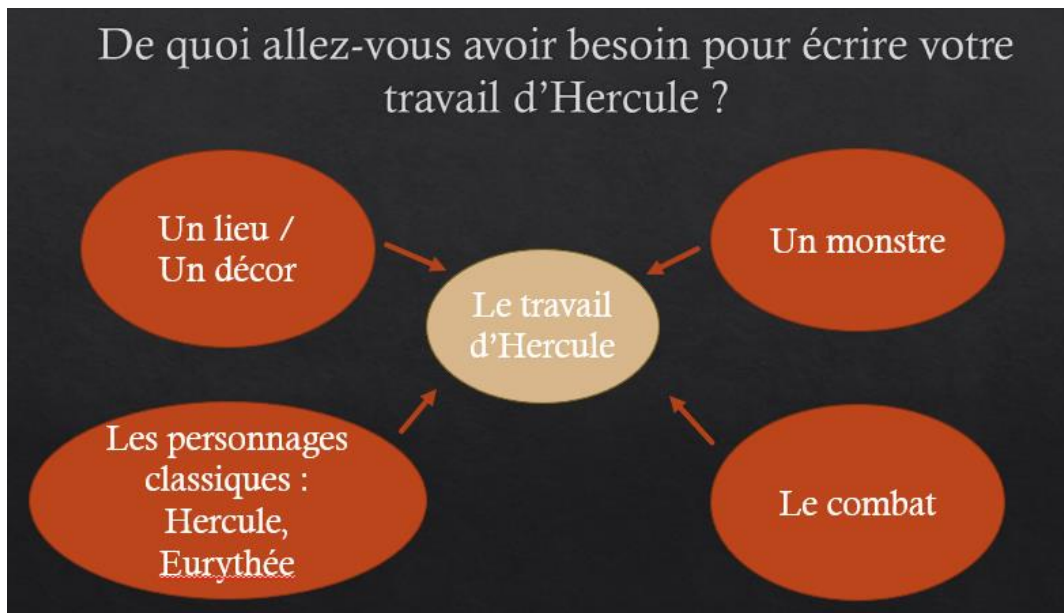 De quoi allez-vous avoir besoin pour écrire votre
travail d'Hercule ?
Un lieu /
Un décor
Un monstre
Le travail
d'Hercule
Les personnages
classiques :
Hercule,
Eurythée
Le combat